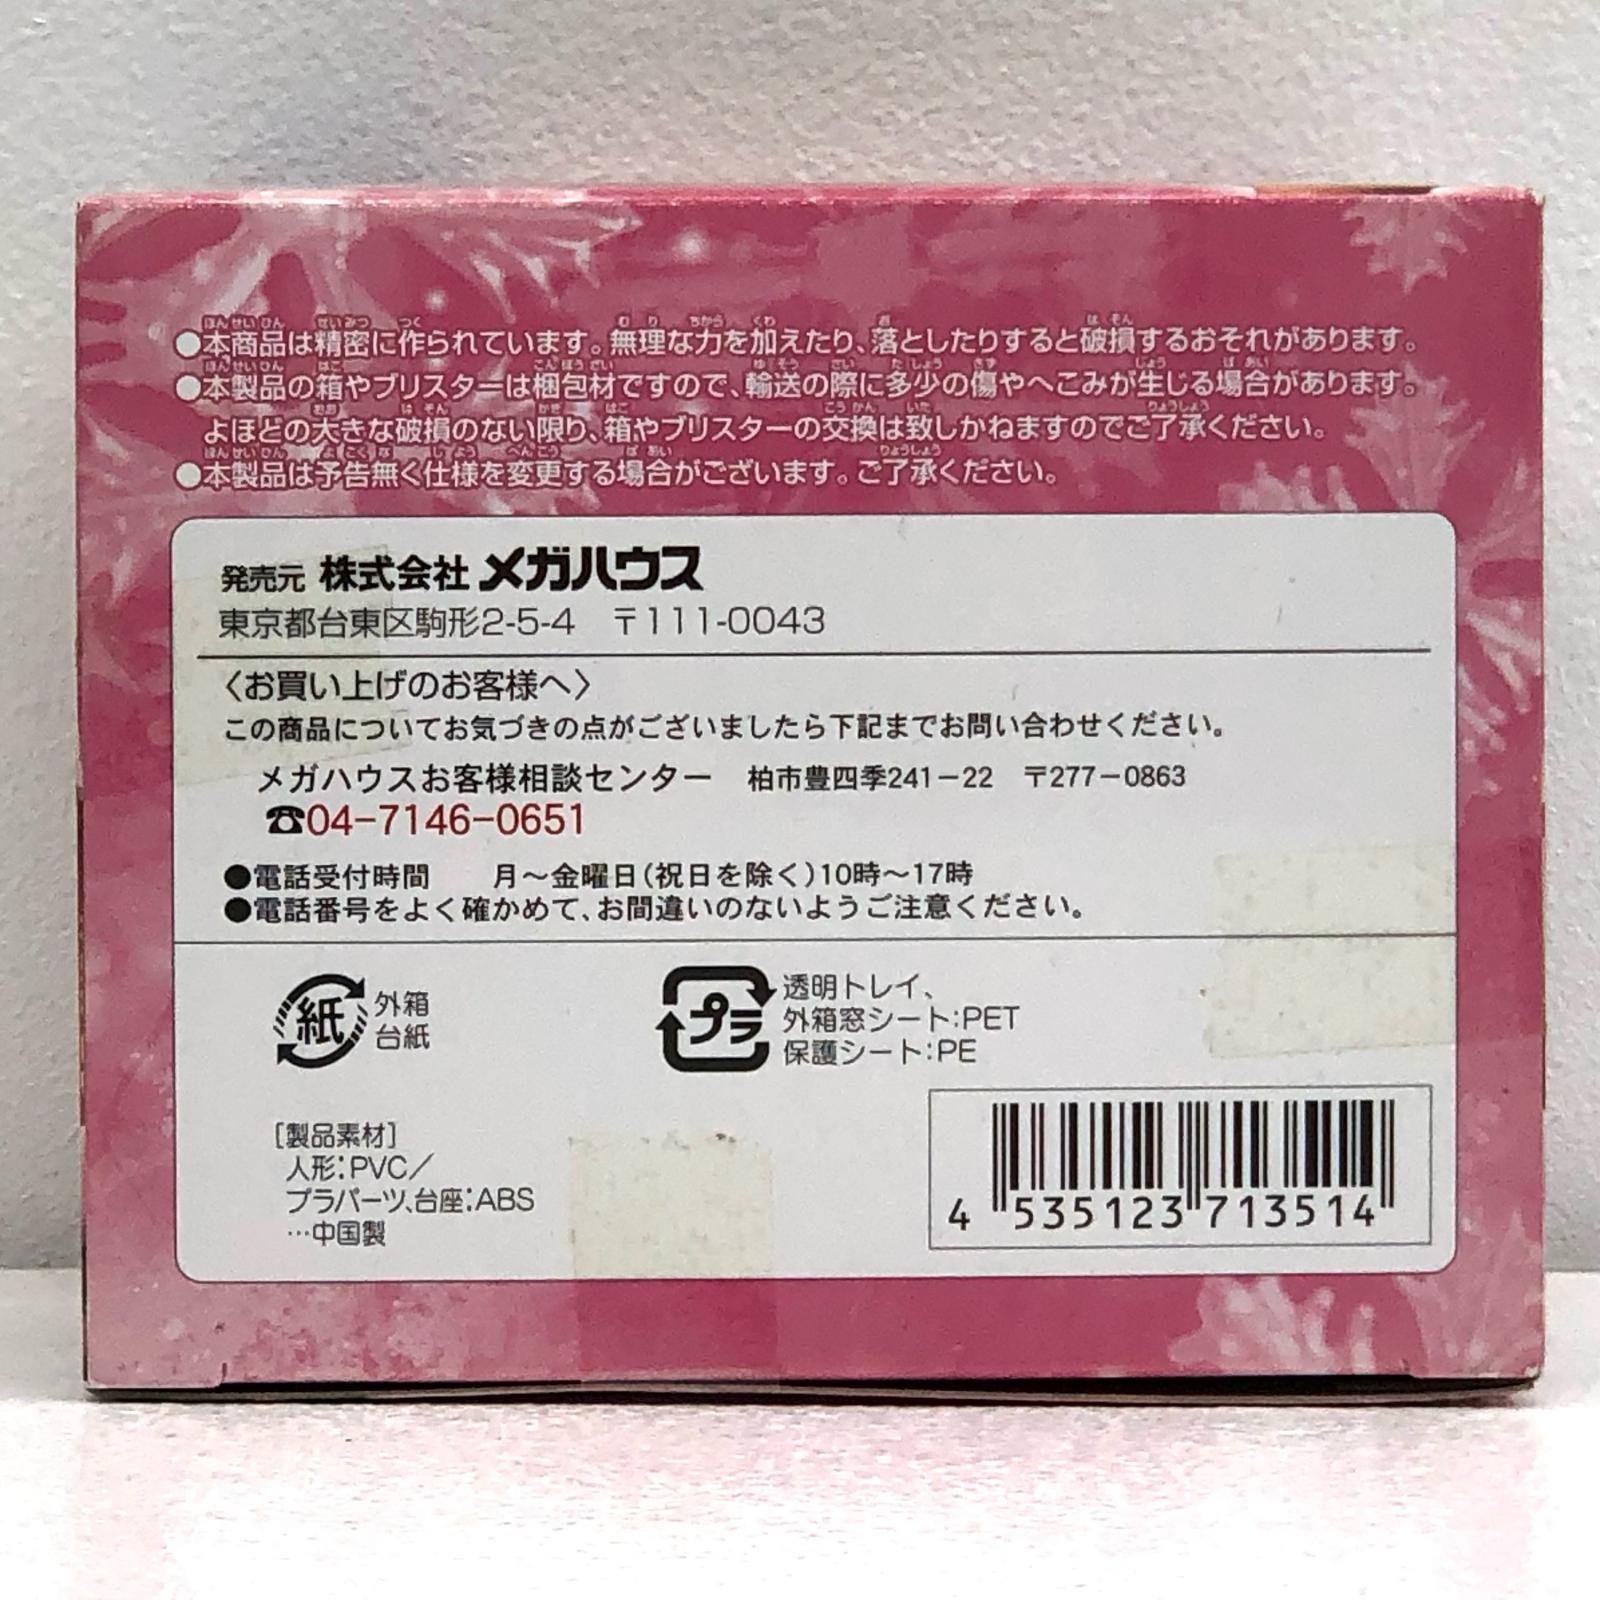 ●本商品は精密に作られています。無理な力を加えたり、落としたりすると破損するおそれがあります。
●本製品の箱やブリスターは梱包材ですので、輸送の際に多少の傷やへこみが生じる場合があります。
よほどの大きな破損のない限り、箱やブリスターの交換は致しかねますのでご了承ください。
●本製品は予告無く仕様を変更する場合がございます。ご了承ください。
発売元 株式会社 メガハウス
東京都台東区駒形2-5-4 〒111-0043
〈お買い上げのお客様へ〉
この商品についてお気づきの点がございましたら下記までお問い合わせください。
メガハウスお客様相談センター 柏市豊四季241-22 〒277-0863
☎04-7146-0651
●電話受付時間 月～金曜日(祝日を除く)10時～17時
●電話番号をよく確かめて、お間違いのないようご注意ください。
紙 外箱
台紙
プラ 透明トレイ、
外箱窓シート:PET
保護シート:PE
[製品素材]
人形:PVC／
プラパーツ、台座:ABS
…中国製
4 535123 713514